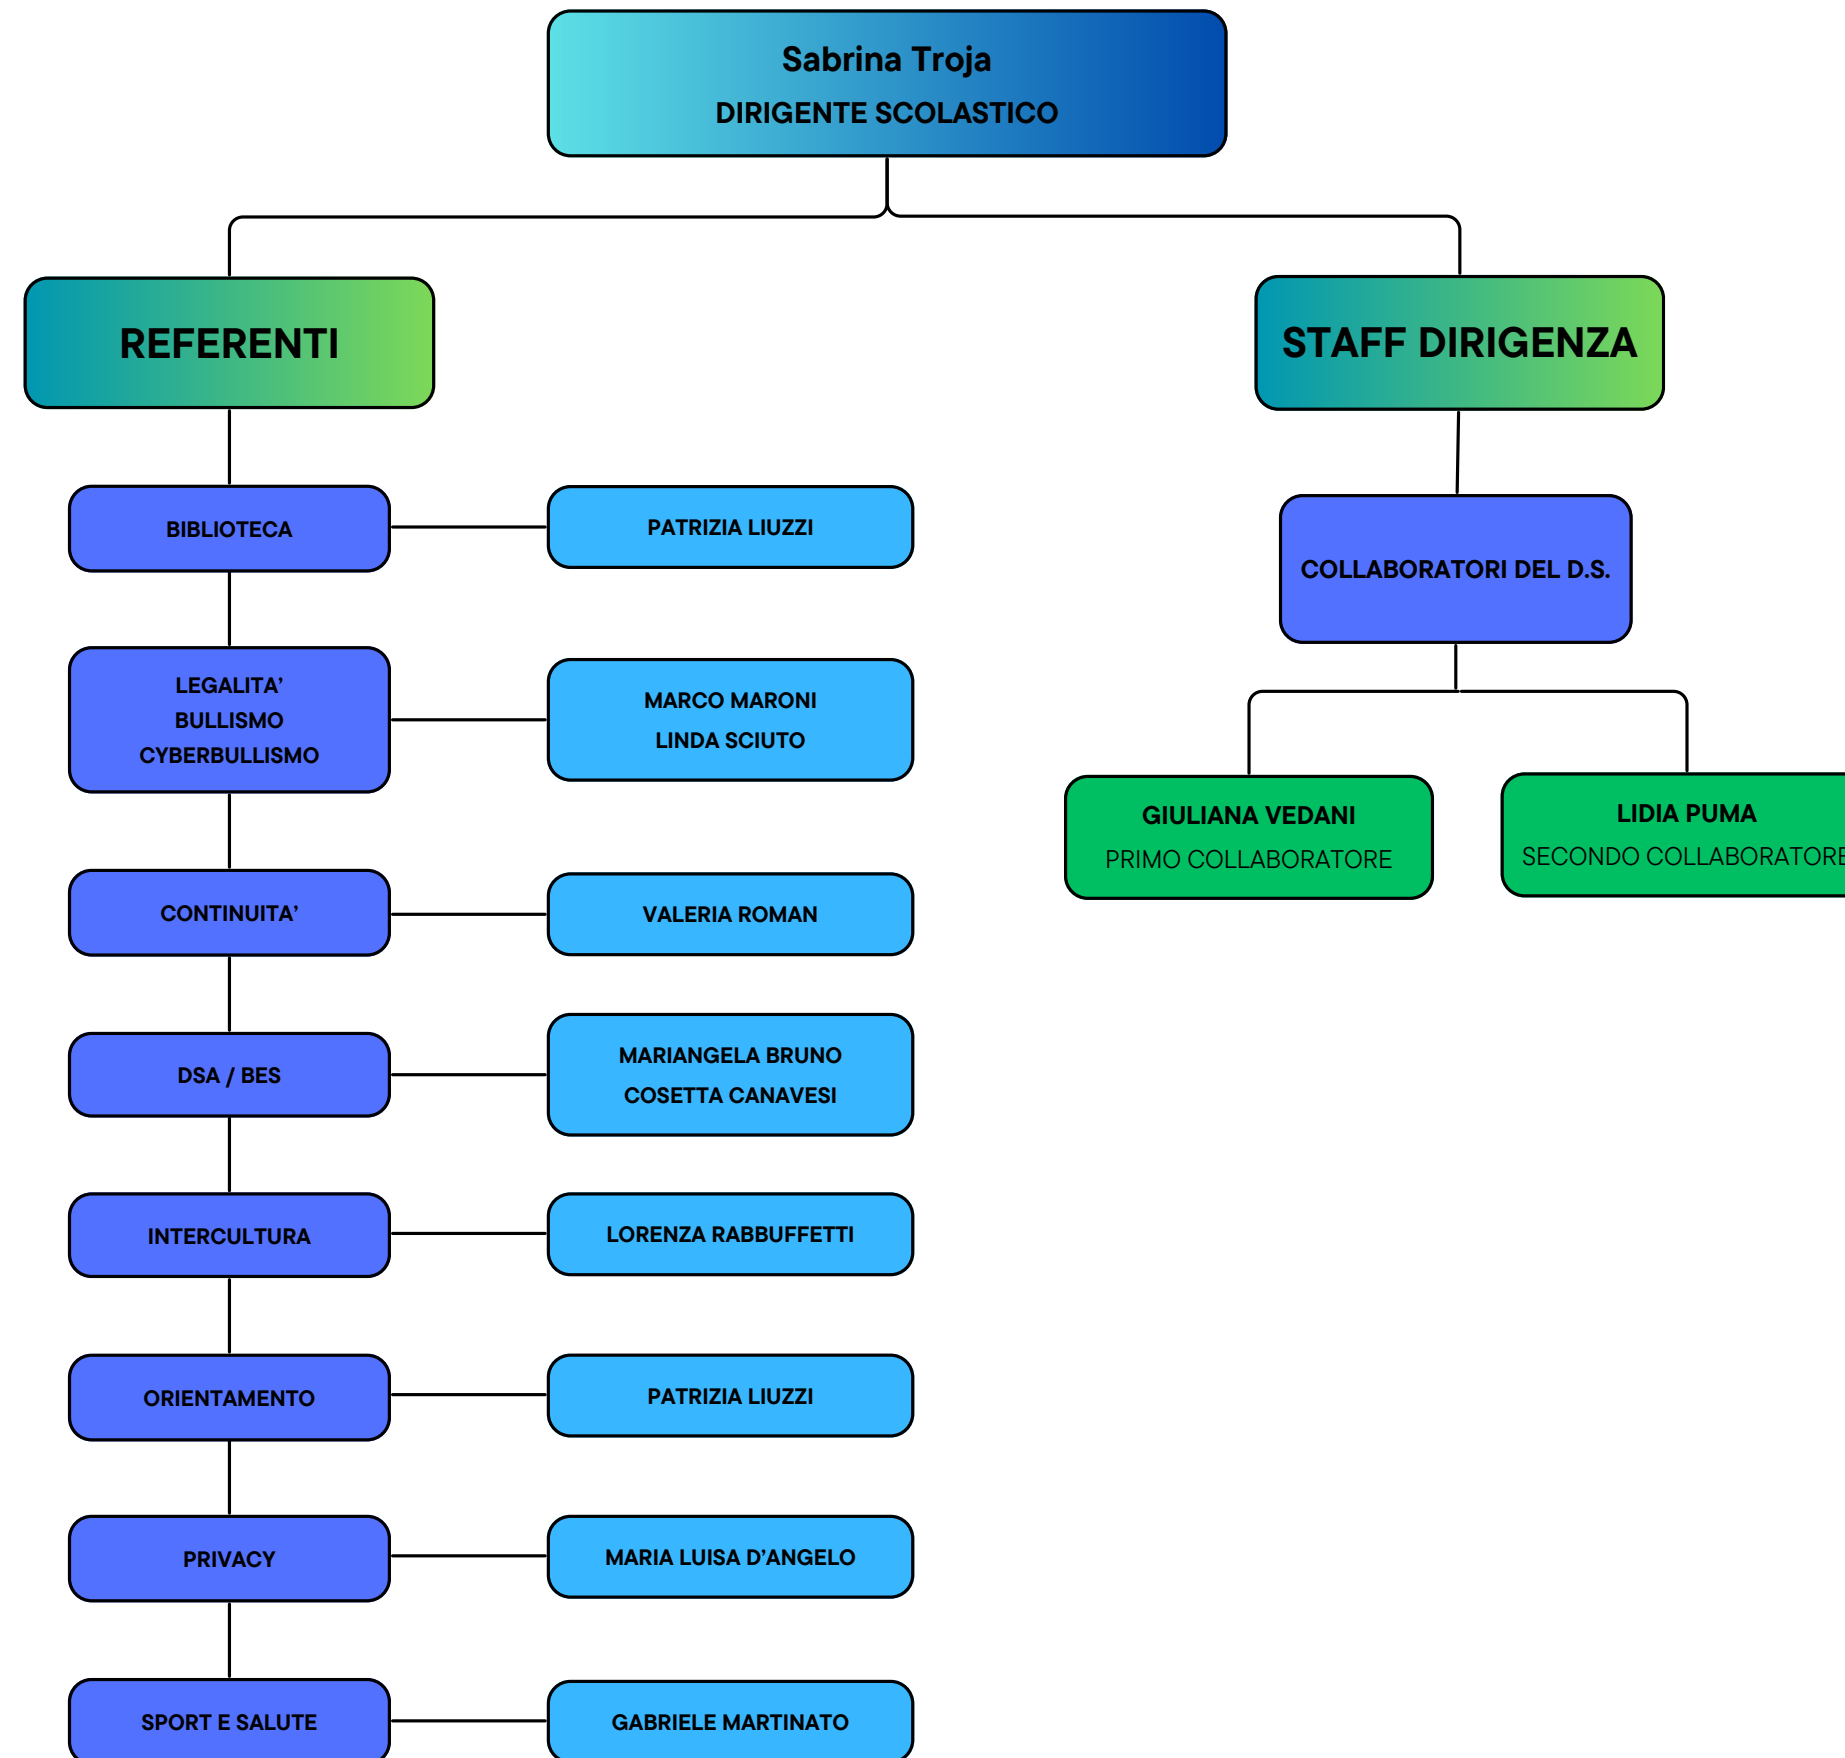 Sabrina Troja
DIRIGENTE SCOLASTICO
REFERENTI
STAFF DIRIGENZA
BIBLIOTECA
PATRIZIA LIUZZI
COLLABORATORI DEL D.S.
LEGALITA’
BULLISMO
CYBERBULLISMO
MARCO MARONI
LINDA SCIUTO
GIULIANA VEDANI
PRIMO COLLABORATORE
LIDIA PUMA
SECONDO COLLABORATORE
CONTINUITA’
VALERIA ROMAN
DSA / BES
MARIANGELA BRUNO
COSETTA CANAVESI
INTERCULTURA
LORENZA RABBUFFETTI
ORIENTAMENTO
PATRIZIA LIUZZI
PRIVACY
MARIA LUISA D’ANGELO
SPORT E SALUTE
GABRIELE MARTINATO